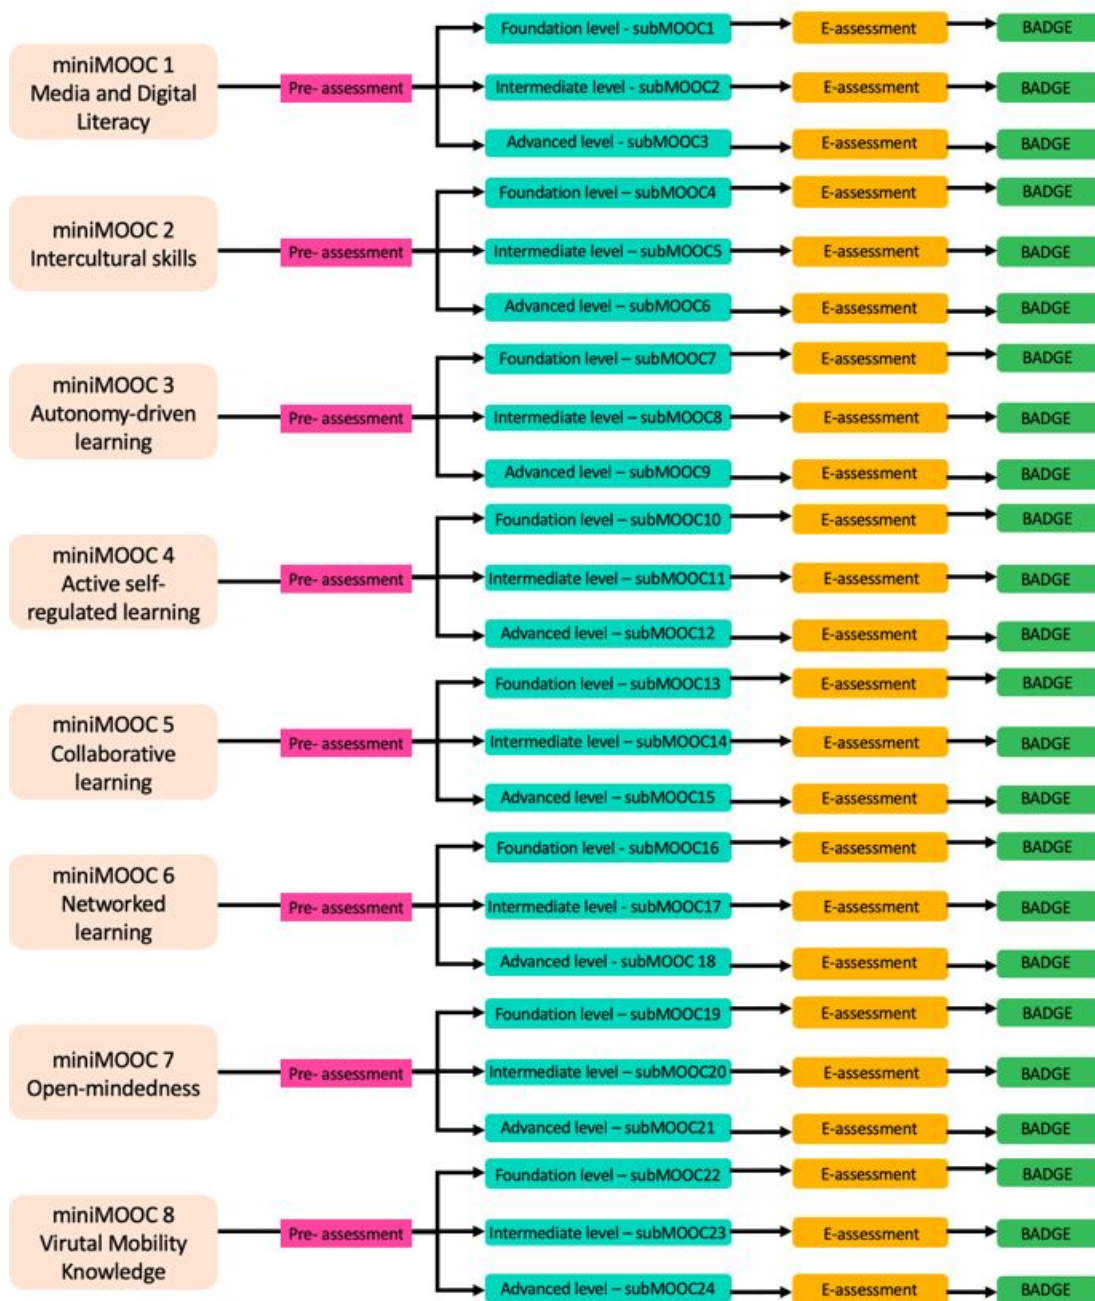 miniMOOC 1
Media and Digital
Literacy
Pre- assessment
Foundation level - subMOOC1
E-assessment
BADGE
Intermediate level - subMOOC2
E-assessment
BADGE
Advanced level - subMOOC3
E-assessment
BADGE
miniMOOC 2
Intercultural skills
Pre- assessment
Foundation level – subMOOC4
E-assessment
BADGE
Intermediate level – subMOOC5
E-assessment
BADGE
Advanced level – subMOOC6
E-assessment
BADGE
miniMOOC 3
Autonomy-driven
learning
Pre- assessment
Foundation level – subMOOC7
E-assessment
BADGE
Intermediate level – subMOOC8
E-assessment
BADGE
Advanced level – subMOOC9
E-assessment
BADGE
miniMOOC 4
Active self-
regulated learning
Pre- assessment
Foundation level – subMOOC10
E-assessment
BADGE
Intermediate level – subMOOC11
E-assessment
BADGE
Advanced level – subMOOC12
E-assessment
BADGE
miniMOOC 5
Collaborative
learning
Pre- assessment
Foundation level – subMOOC13
E-assessment
BADGE
Intermediate level – subMOOC14
E-assessment
BADGE
Advanced level – subMOOC15
E-assessment
BADGE
miniMOOC 6
Networked
learning
Pre- assessment
Foundation level - subMOOC16
E-assessment
BADGE
Intermediate level - subMOOC17
E-assessment
BADGE
Advanced level - subMOOC 18
E-assessment
BADGE
miniMOOC 7
Open-mindedness
Pre- assessment
Foundation level – subMOOC19
E-assessment
BADGE
Intermediate level – subMOOC20
E-assessment
BADGE
Advanced level – subMOOC21
E-assessment
BADGE
miniMOOC 8
Virutal Mobility
Knowledge
Pre- assessment
Foundation level – subMOOC22
E-assessment
BADGE
Intermediate level – subMOOC23
E-assessment
BADGE
Advanced level – subMOOC24
E-assessment
BADGE